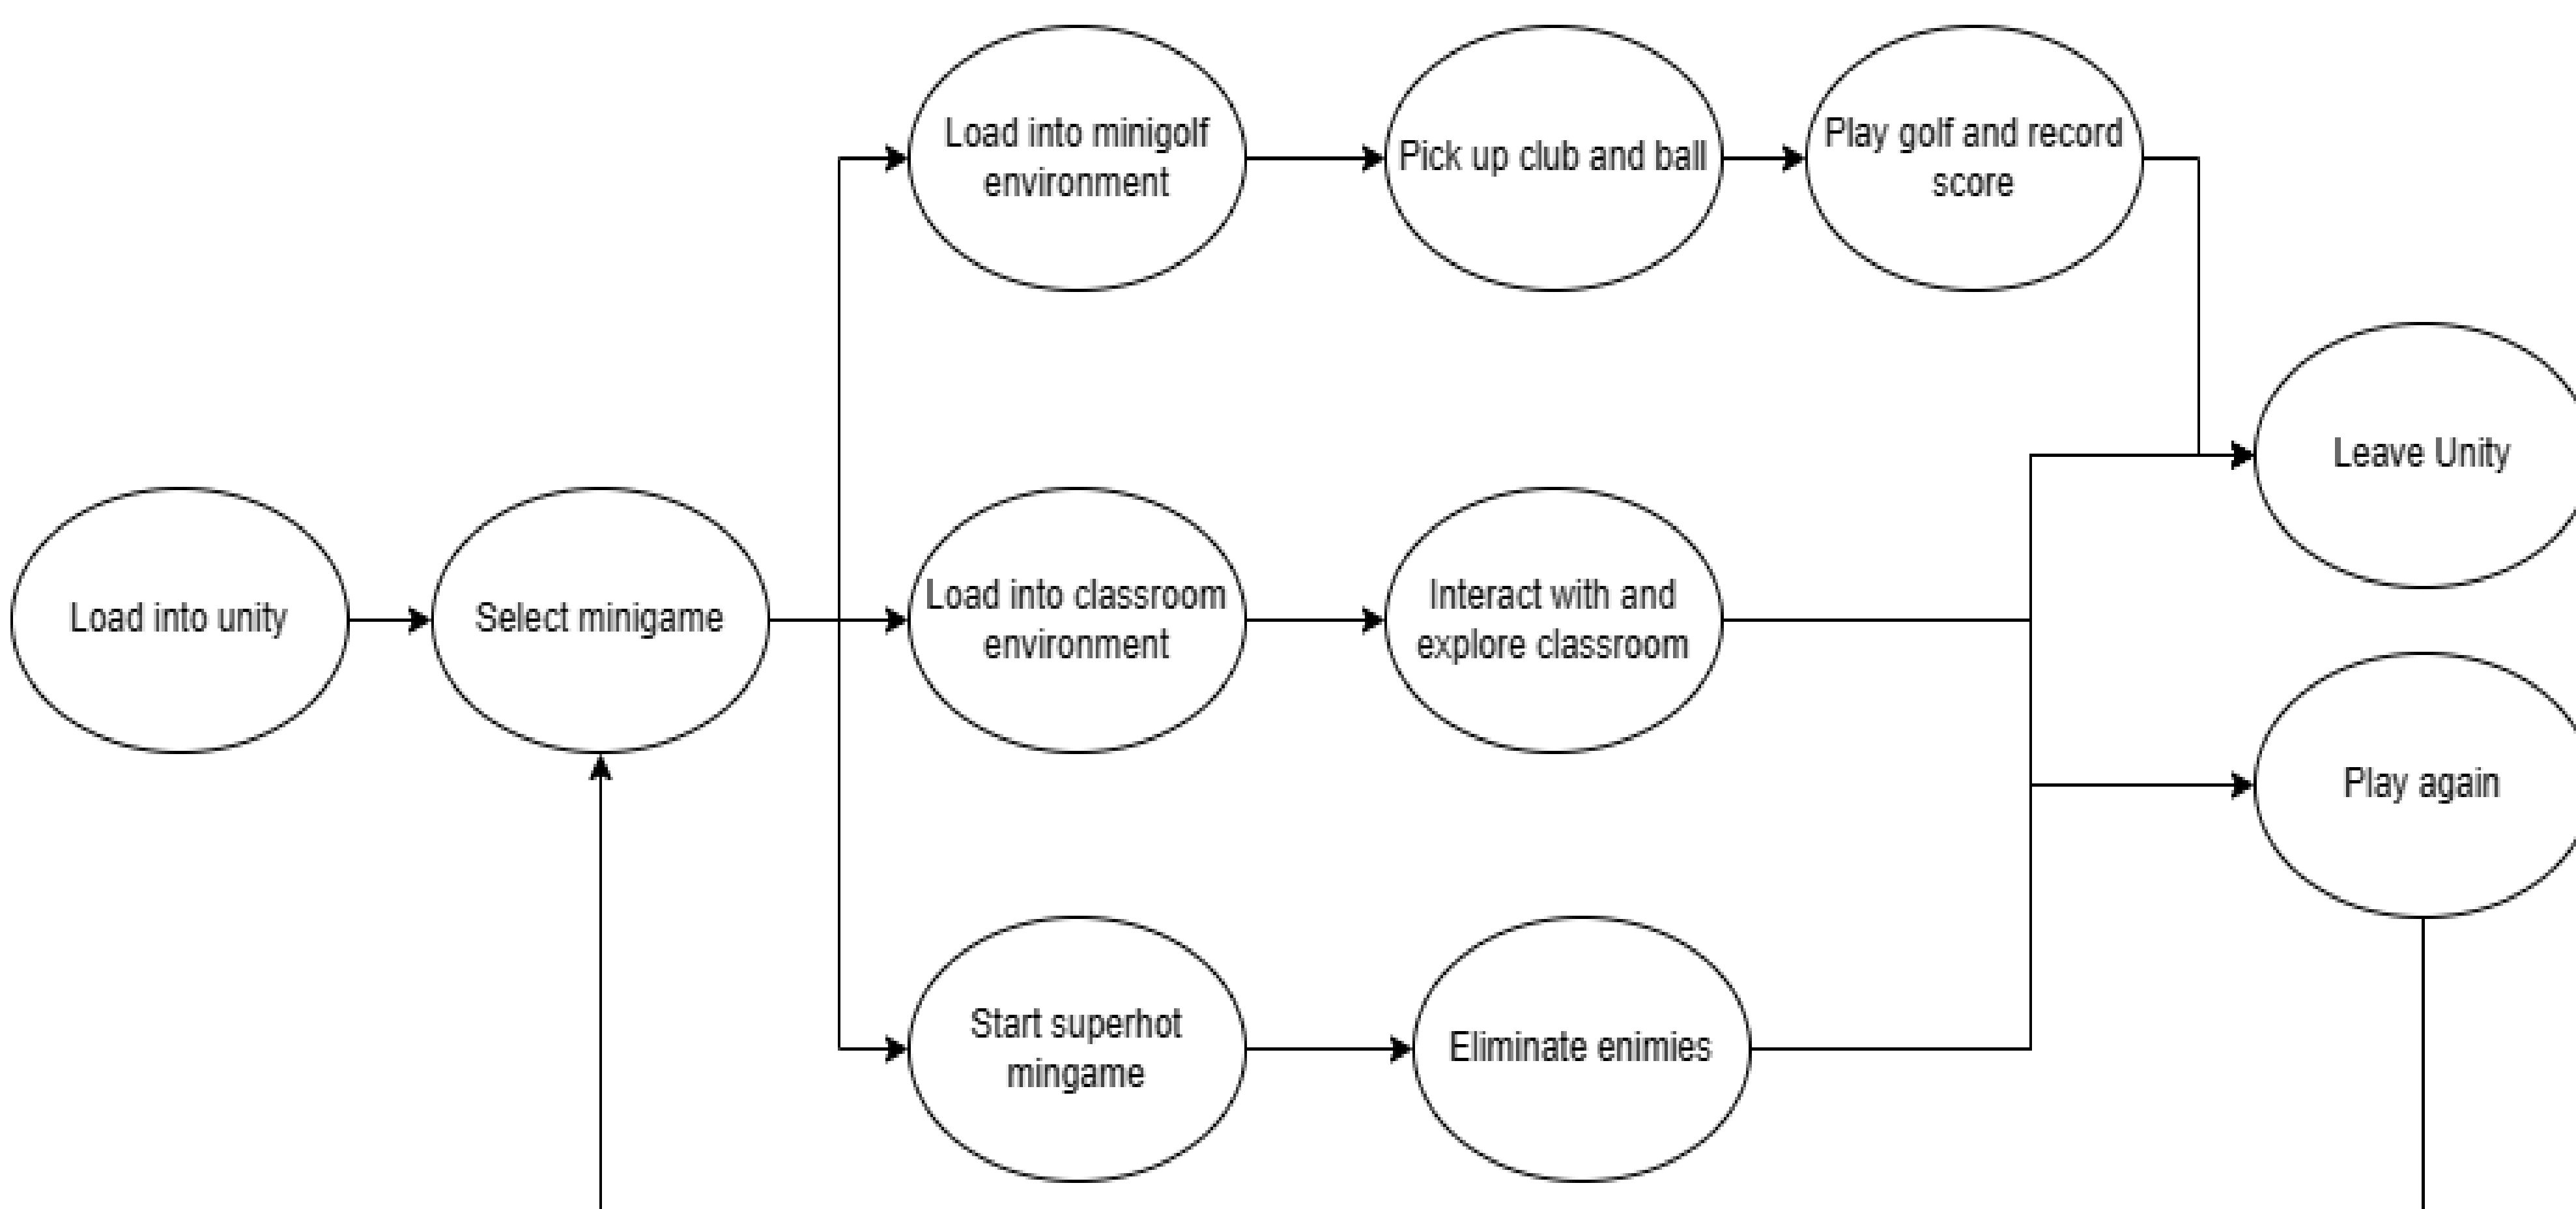 Load into unity
Select minigame
Load into minigolf
environment
Pick up club and ball
Play golf and record
score
Load into classroom
environment
Interact with and
explore classroom
Start superhot
mingame
Eliminate enimies
Leave Unity
Play again